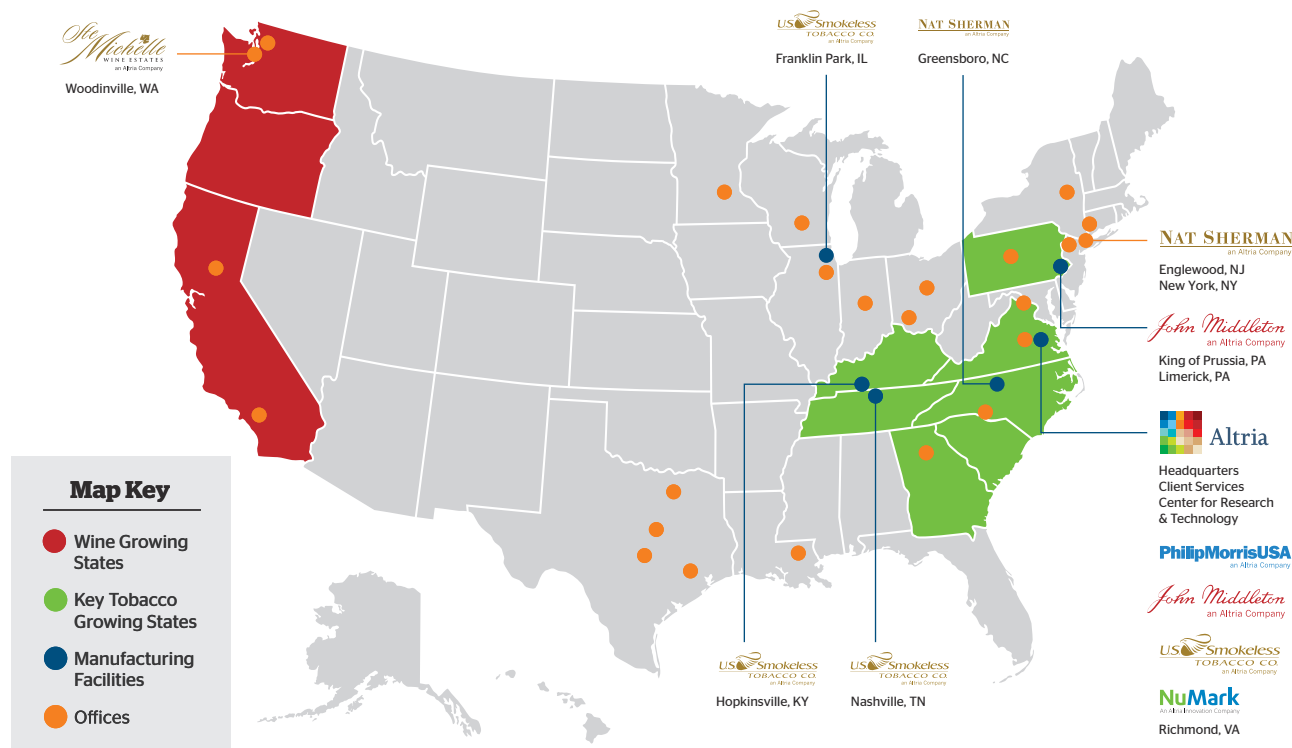 Ste
Michelle
WINE ESTATES
an Altria Company
Woodinville, WA
US Smokeless
TOBACCO CO.
an Altria Company
Franklin Park, IL
NAT SHERMAN
an Altria Company
Greensboro, NC
NAT SHERMAN
an Altria Company
Englewood, NJ
New York, NY
John Middleton
an Altria Company
King of Prussia, PA
Limerick, PA
Altria
Headquarters
Client Services
Center for Research
& Technology
PhilipMorrisUSA
an Altria Company
John Middleton
an Altria Company
US Smokeless
TOBACCO CO.
an Altria Company
NuMark
An Altria Innovation Company
Richmond, VA
US Smokeless
TOBACCO CO.
an Altria Company
Hopkinsville, KY
US Smokeless
TOBACCO CO.
an Altria Company
Nashville, TN
Map Key
Wine Growing
States
Key Tobacco
Growing States
Manufacturing
Facilities
Offices